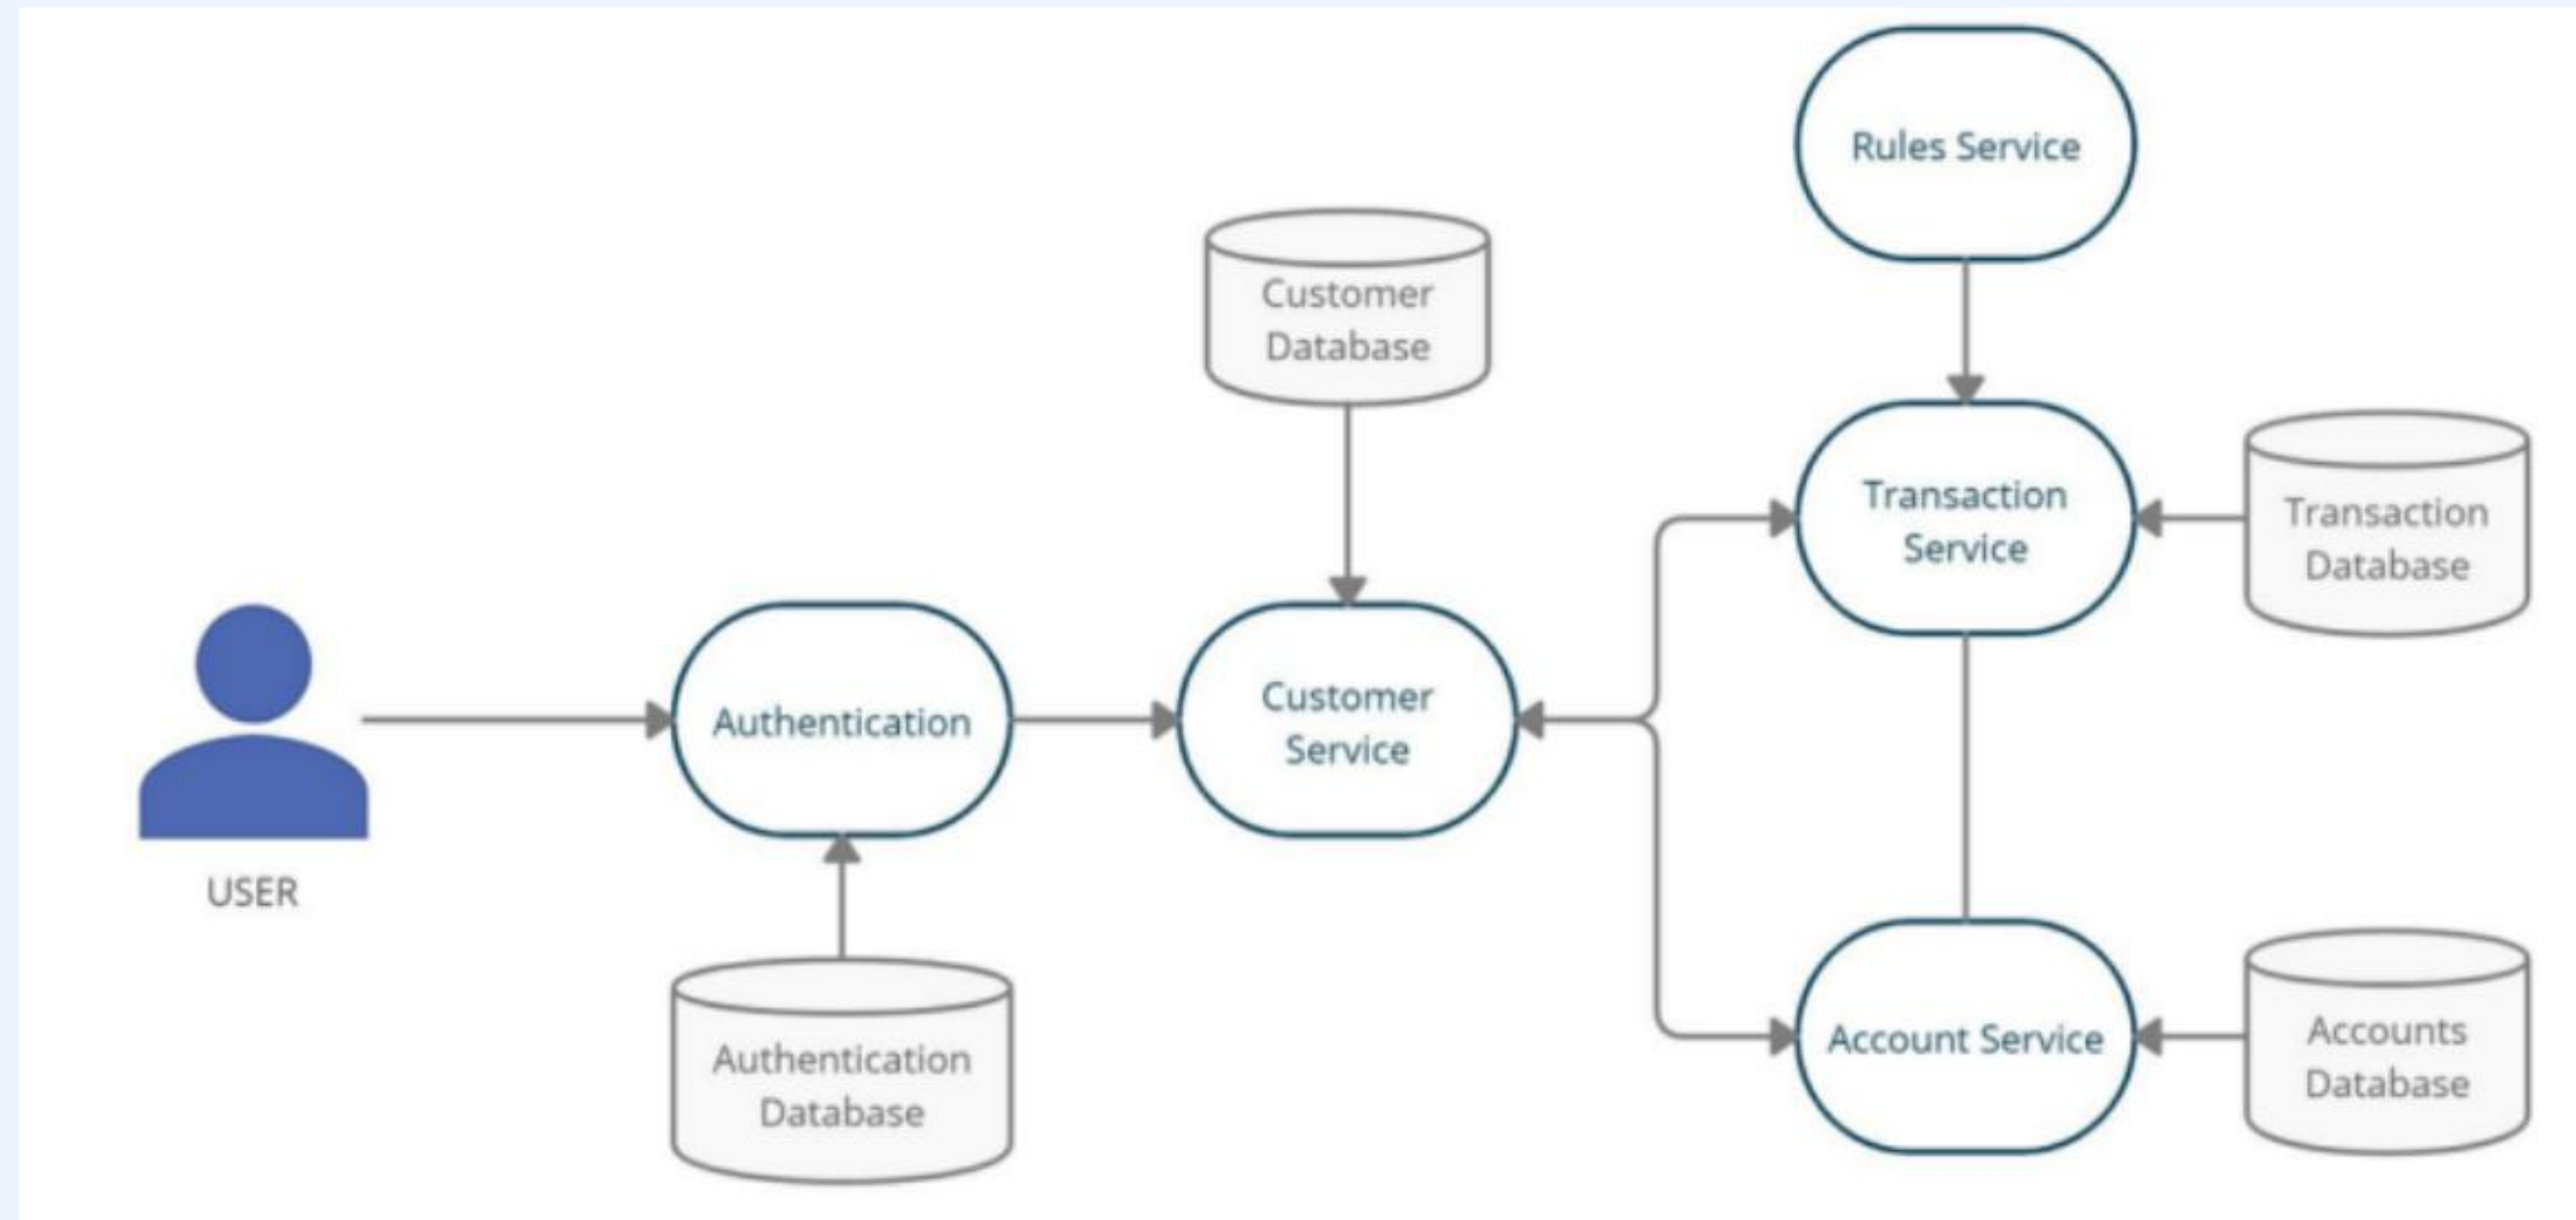 Rules Service
Customer
Database
Transaction
Service
Transaction
Database
Authentication
Customer
Service
USER
Authentication
Database
Account Service
Accounts
Database